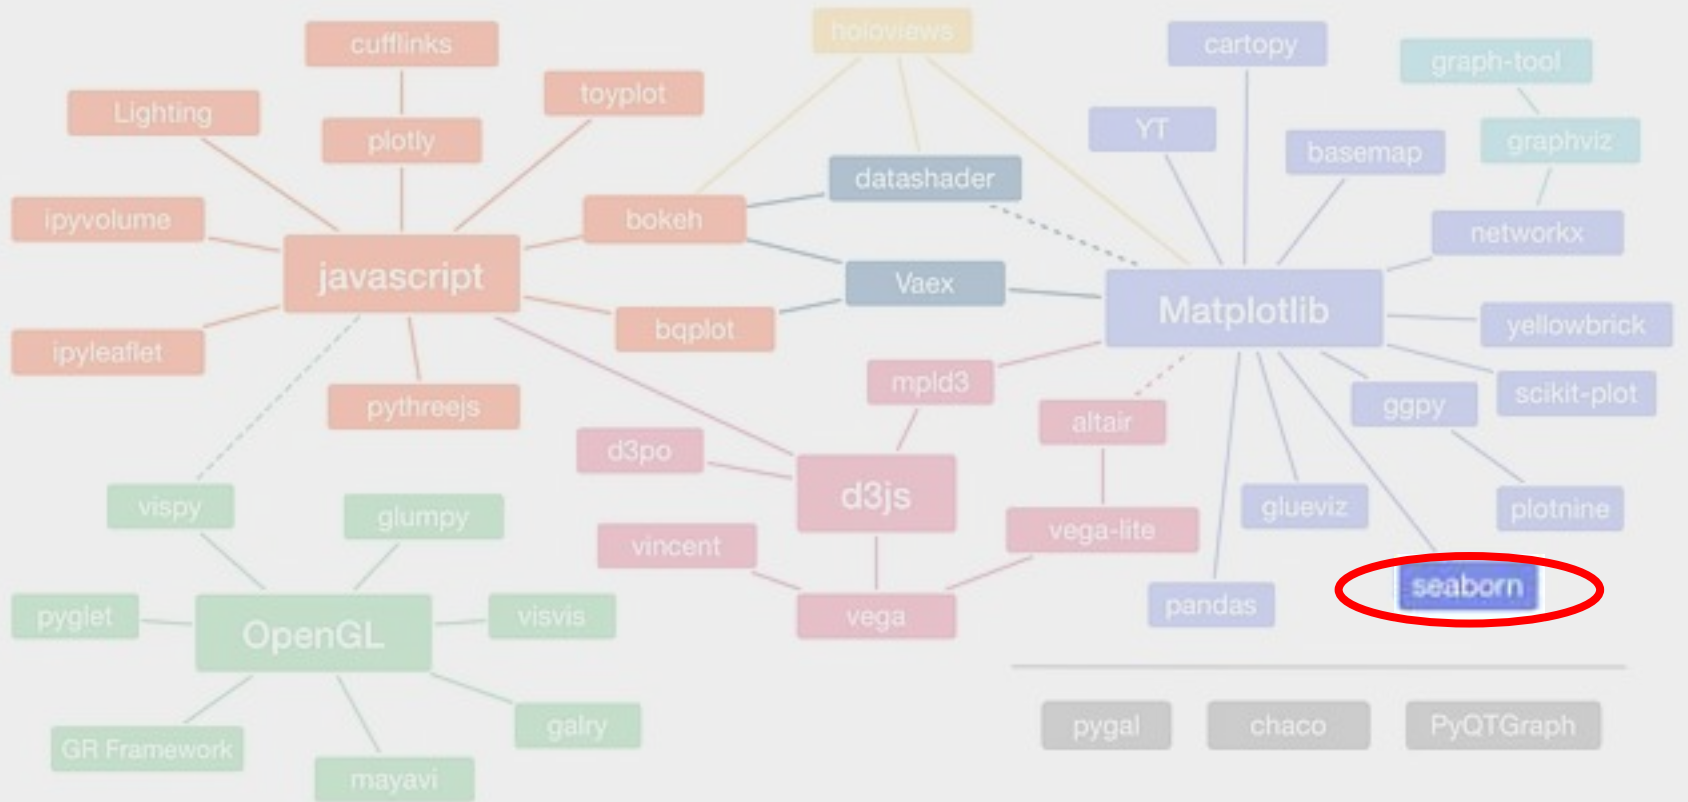 holoviews
cufflinks
cartopy
graph-tool
Lighting
toyplot
YT
plotly
basemap
graphviz
datashader
ipyvolume
bokeh
networkx
javascript
Vaex
Matplotlib
bqplot
yellowbrick
ipyleaflet
mpld3
scikit-plot
pythreejs
ggpy
altair
d3po
d3js
vispy
glumpy
glueviz
plotnine
vincent
vega-lite
seaborn
pandas
pyglet
OpenGL
visvis
vega
galry
pygal
chaco
PyQTGraph
GR Framework
mayavi